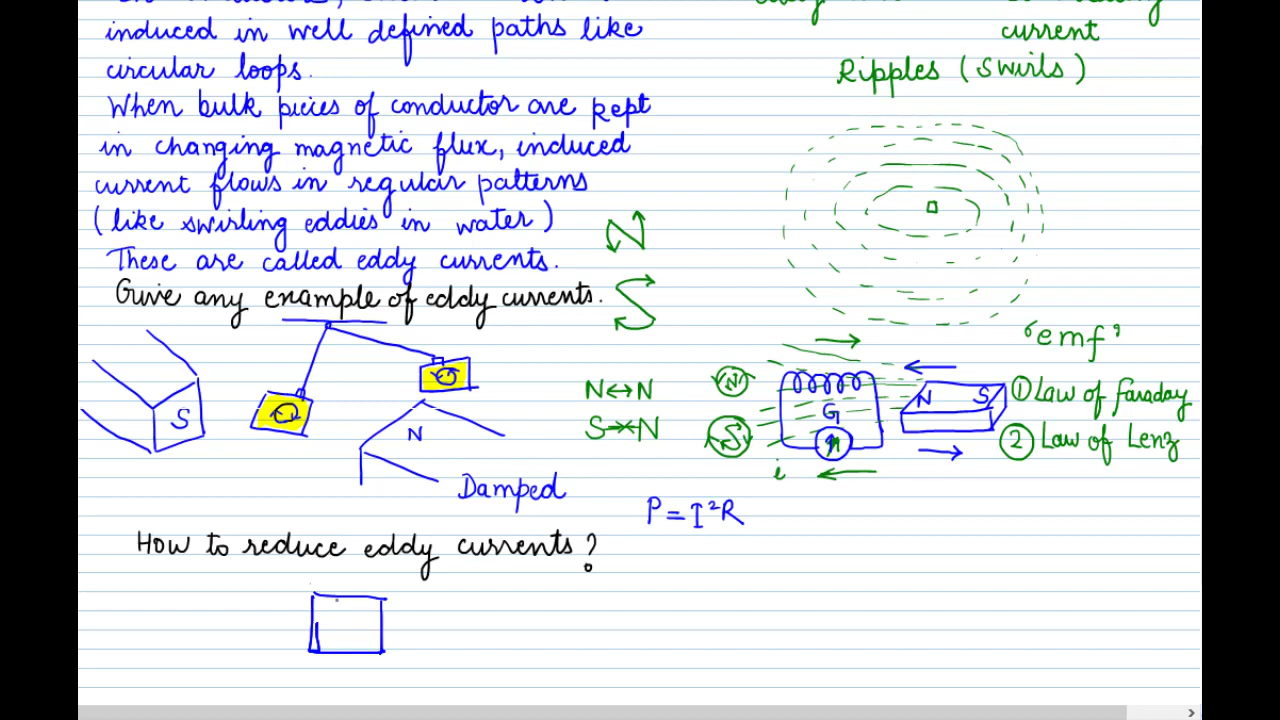 induced in well defined paths like
circular loops.
When bulk pieces of conductor are kept
in changing magnetic flux, induced
current flows in regular patterns
(like swirling eddies in water)
These are called eddy currents.
Give any example of eddy currents.
current
Ripples (Swirls)
N
S
S
N
Damped
N↔N
S→←N
N
S
i
G
N S
'emf'
① Law of Faraday
② Law of Lenz
P = I²R
How to reduce eddy currents?